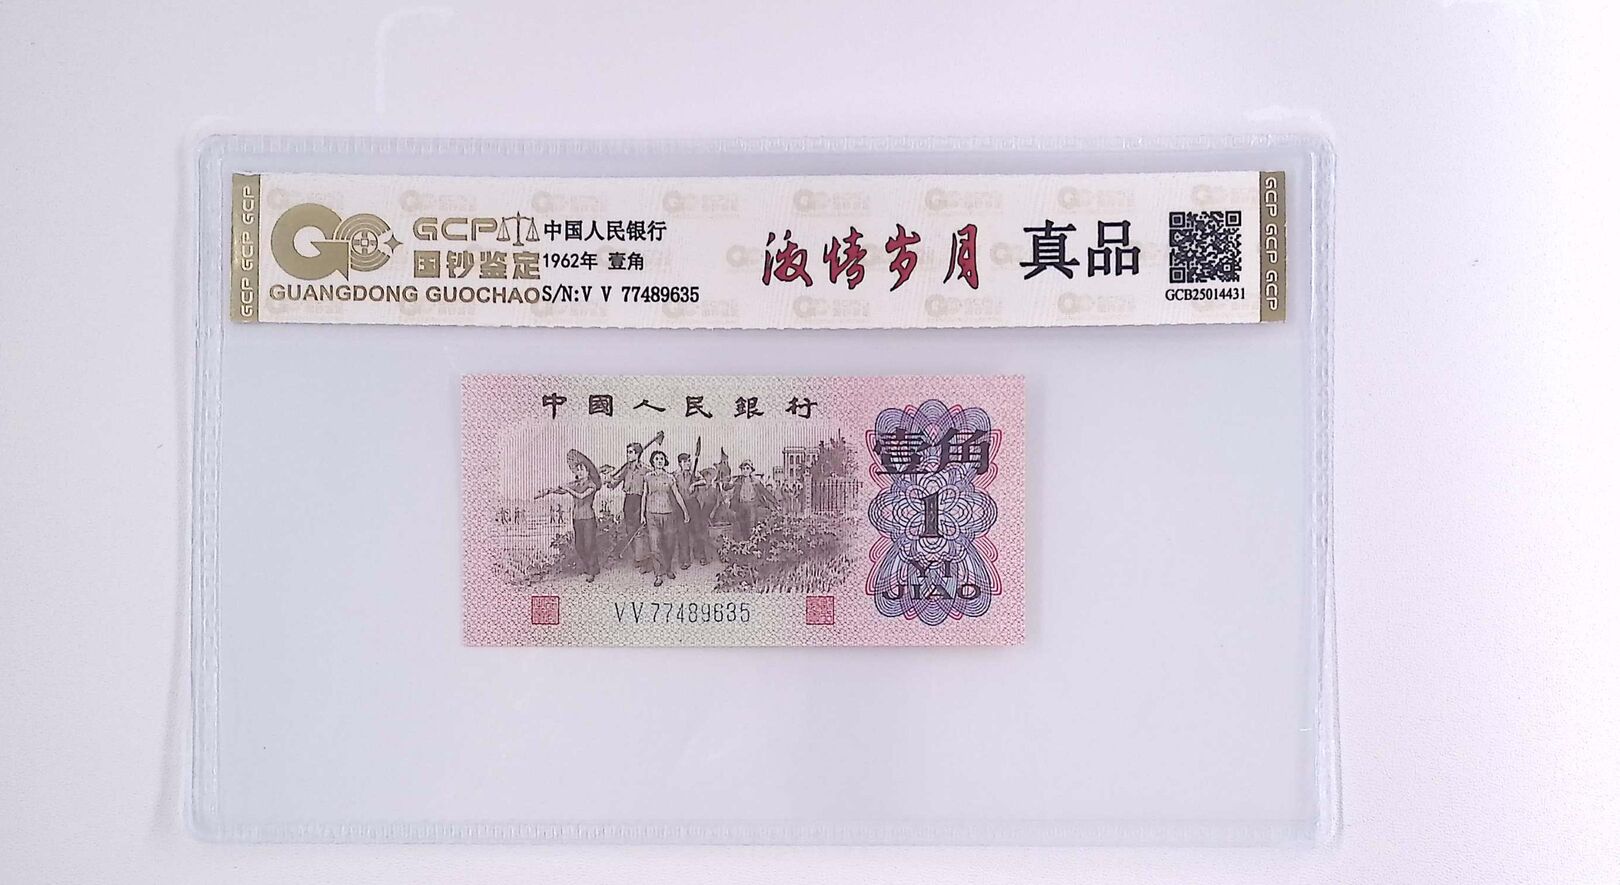 GCP GCP GCP
GCP
国钞鉴定
GUANGDONG GUOCHAO
中国人民银行
1962年 壹角
S/N:V V 77489635
激情岁月
真品
GCB25014431
GCP GCP GCP
中國人民銀行
壹角
1
YI
JIAO
VV 77489635